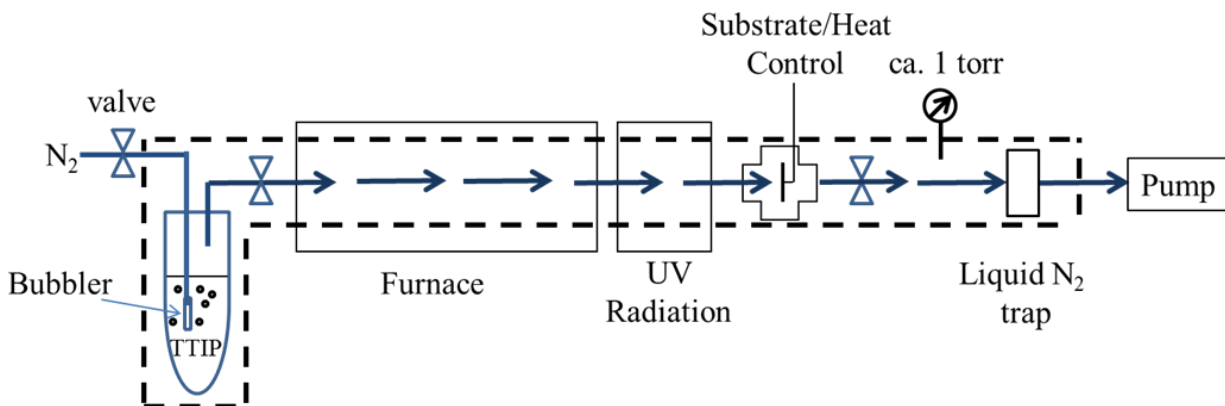 Substrate/Heat
Control
ca. 1 torr
valve
N₂
Pump
Bubbler
TTIP
Furnace
UV
Radiation
Liquid N₂
trap